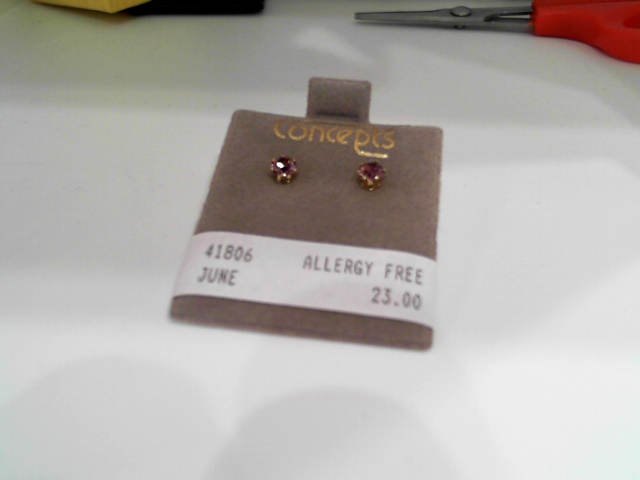 concepts
41806 ALLERGY FREE
JUNE 23.00